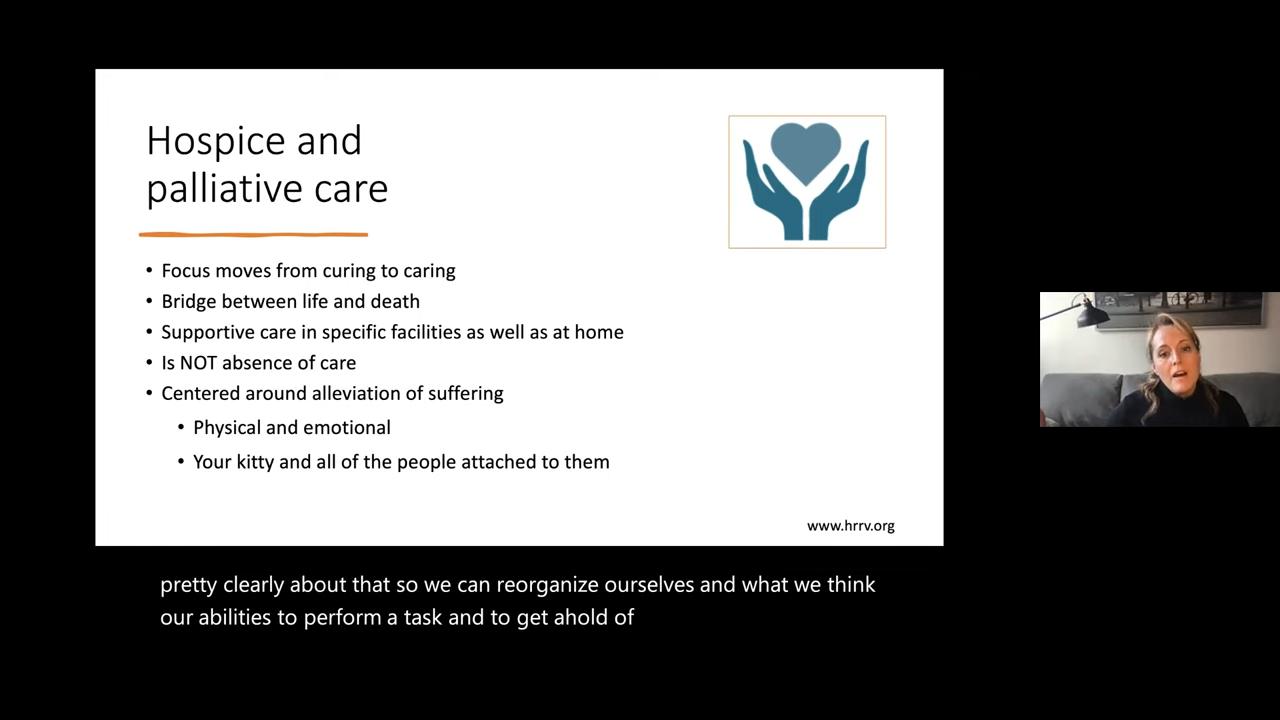 Hospice and
palliative care
• Focus moves from curing to caring
• Bridge between life and death
• Supportive care in specific facilities as well as at home
• Is NOT absence of care
• Centered around alleviation of suffering
• Physical and emotional
• Your kitty and all of the people attached to them
www.hrrv.org
pretty clearly about that so we can reorganize ourselves and what we think
our abilities to perform a task and to get ahold of